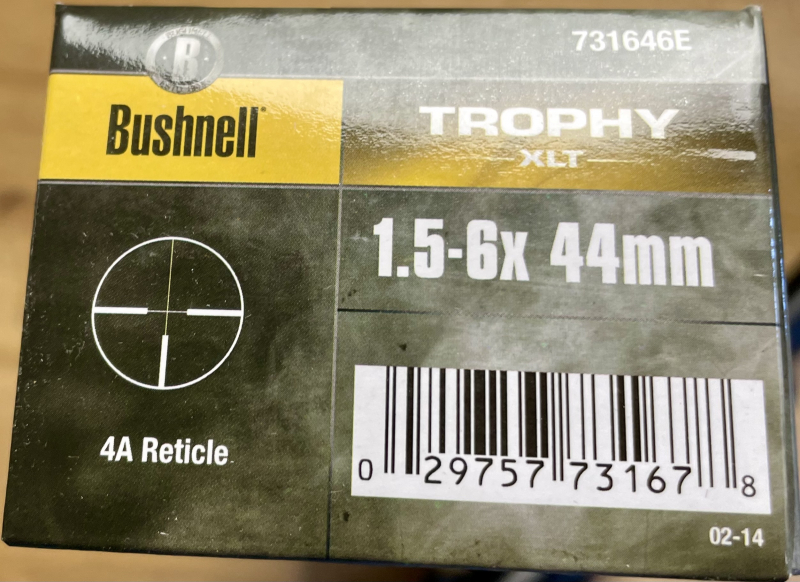 731646E
B
Bushnell
TROPHY
XLT
1.5-6x 44mm
4A Reticle
0 29757 73167 8
02-14